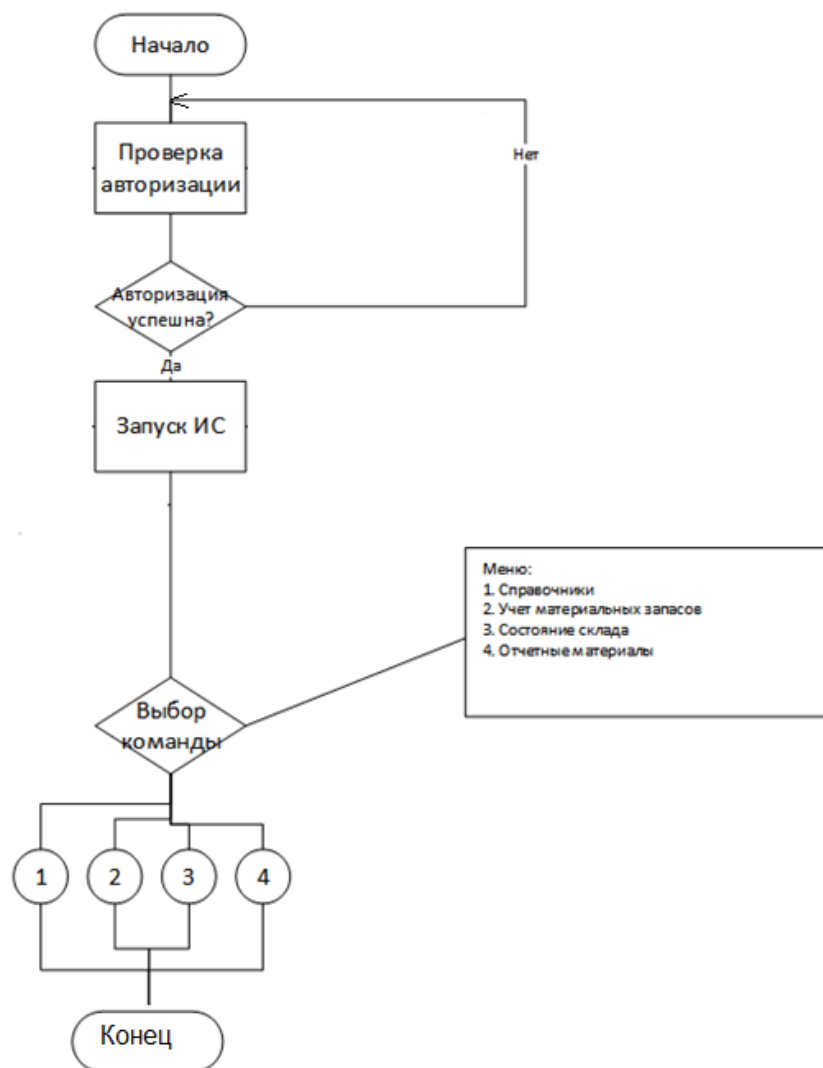 Начало
Проверка
авторизации
Нет
Авторизация
успешна?
Да
Запуск ИС
Меню:
1. Справочники
2. Учет материальных запасов
3. Состояние склада
4. Отчетные материалы
Выбор
команды
1
2
3
4
Конец